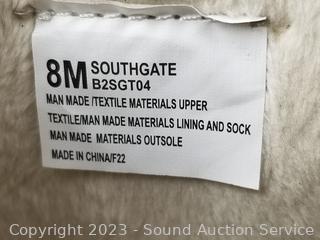 8M SOUTHGATE
B2SGT04
MAN MADE/TEXTILE MATERIALS UPPER
TEXTILE/MAN MADE MATERIALS LINING AND SOCK
MAN MADE MATERIALS OUTSOLE
MADE IN CHINA/F22
Copyright 2023 - Sound Auction Service